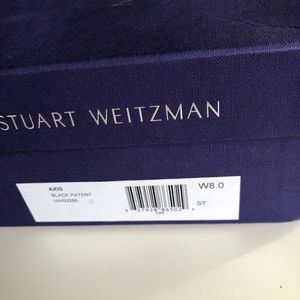 STUART WEITZMAN
AXIS
BLACK PATENT
W8.0
ST